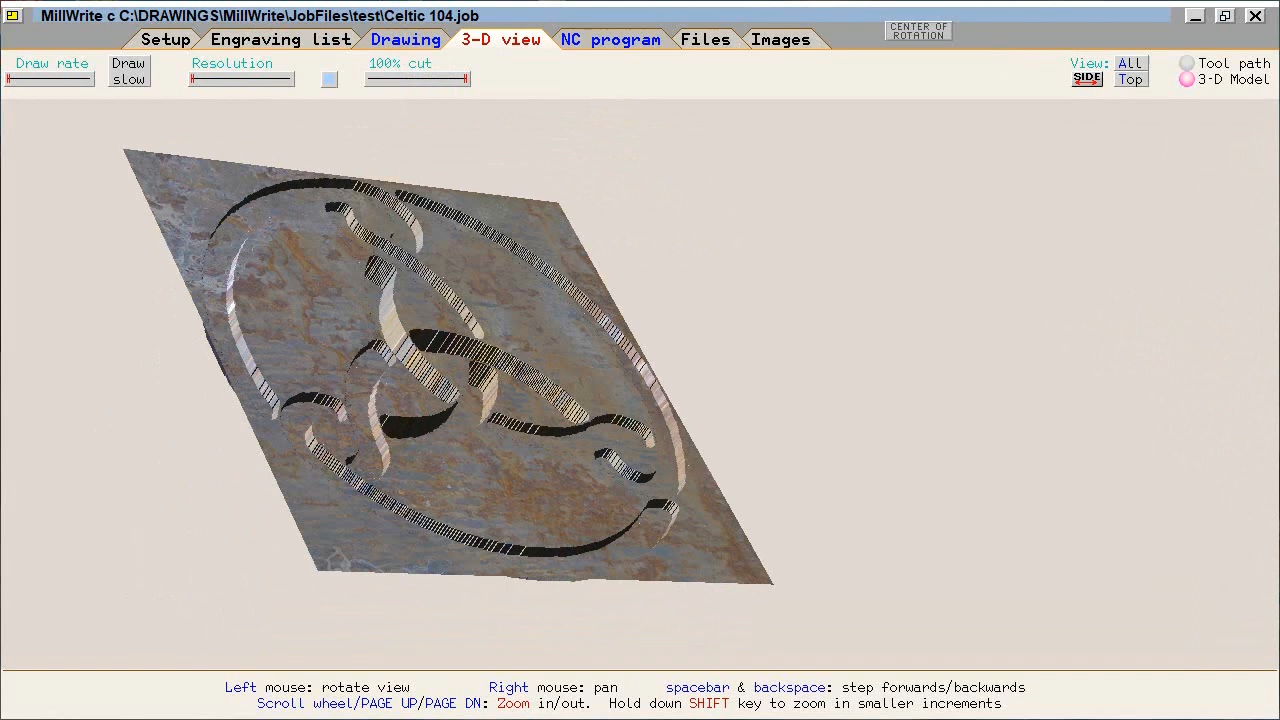 MillWrite c C:\DRAWINGS\MillWrite\JobFiles\test\Celtic 104.job
Setup Engraving list Drawing 3-D view NC program Files Images
CENTER OF
ROTATION
Draw rate
Draw
slow
Resolution
100% cut
View: All
SIDE Top
Tool path
3-D Model
Left mouse: rotate view Right mouse: pan spacebar & backspace: step forwards/backwards
Scroll wheel/PAGE UP/PAGE DN: Zoom in/out. Hold down SHIFT key to zoom in smaller increments